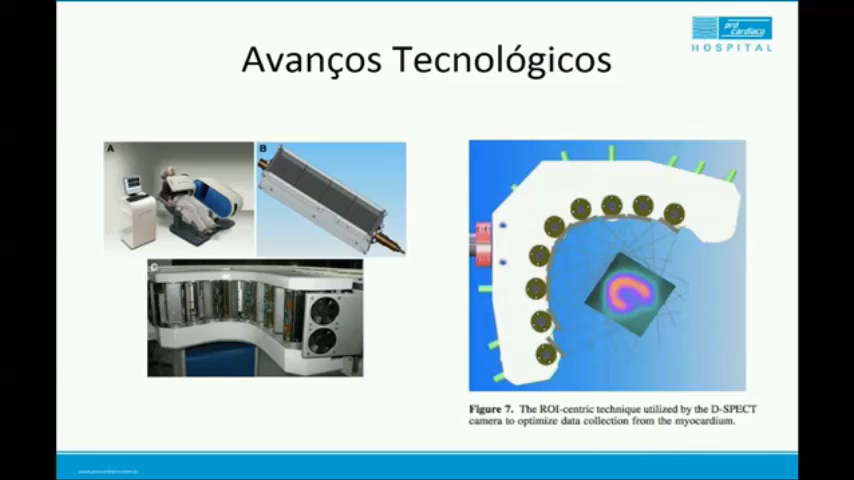 pró
cardíaco
HOSPITAL
Avanços Tecnológicos
A
B
C
Figure 7. The ROI-centric technique utilized by the D-SPECT
camera to optimize data collection from the myocardium.